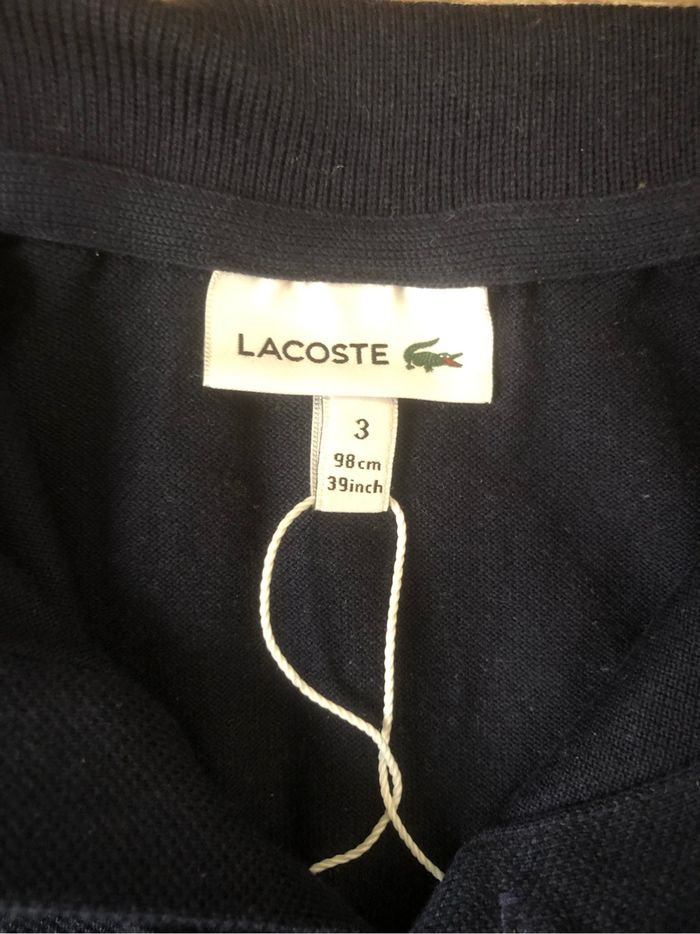 LACOSTE
3
98cm
39inch